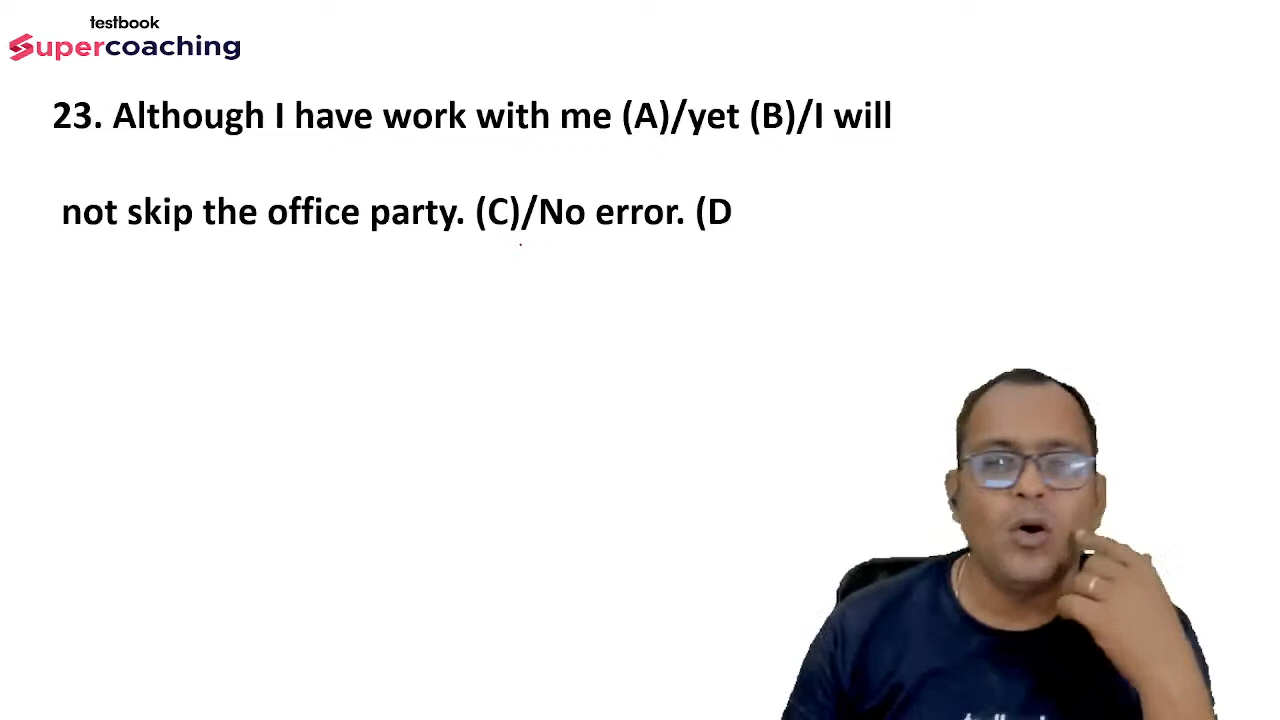 testbook
Supercoaching
23. Although I have work with me (A)/yet (B)/I will
not skip the office party. (C)/No error. (D